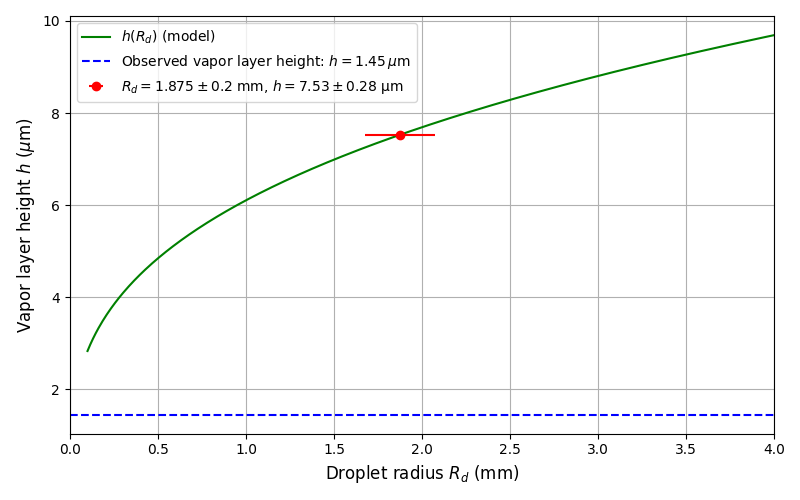 10
8
6
4
2
Vapor layer height h (μm)
h(R_d) (model)
Observed vapor layer height: h = 1.45 μm
R_d = 1.875 ± 0.2 mm, h = 7.53 ± 0.28 μm
0.0 0.5 1.0 1.5 2.0 2.5 3.0 3.5 4.0
Droplet radius R_d (mm)